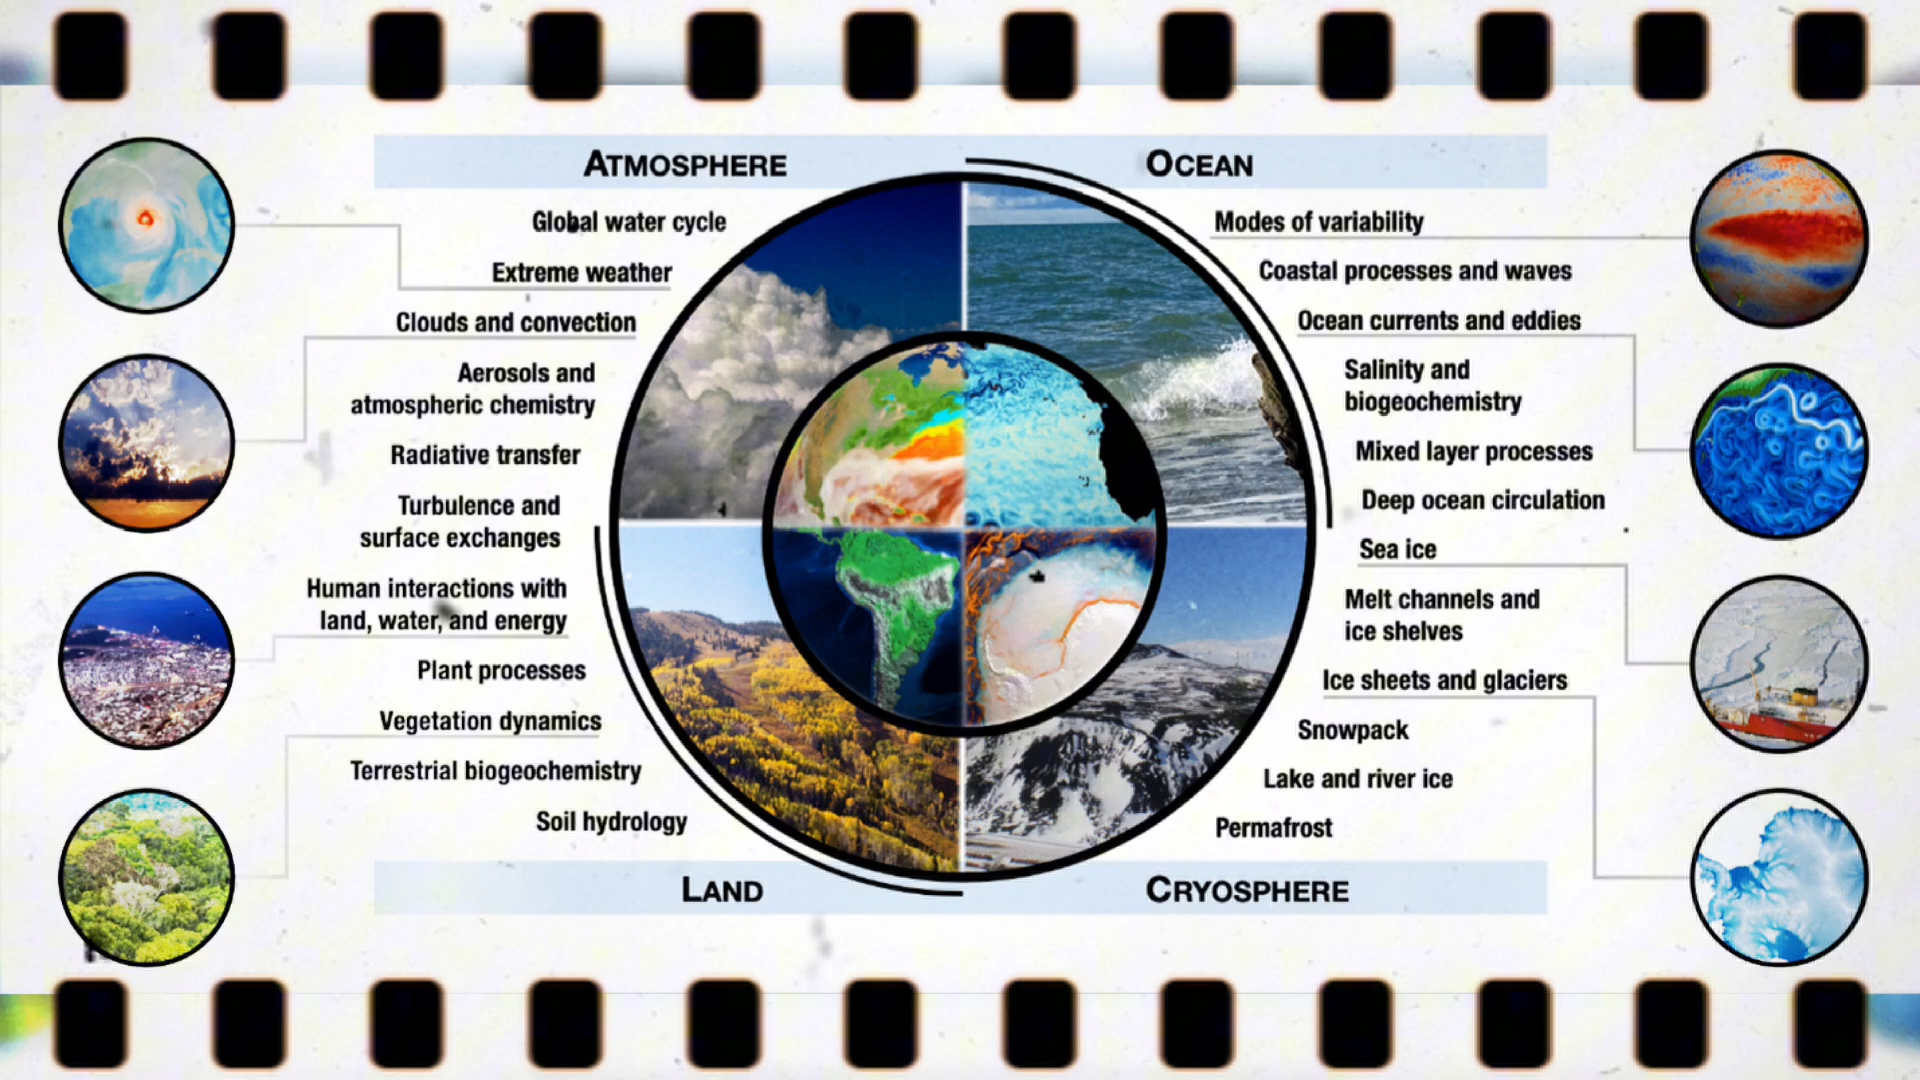 ATMOSPHERE
Global water cycle
Extreme weather
Clouds and convection
Aerosols and
atmospheric chemistry
Radiative transfer
Turbulence and
surface exchanges
Human interactions with
land, water, and energy
Plant processes
Vegetation dynamics
Terrestrial biogeochemistry
Soil hydrology
LAND
OCEAN
Modes of variability
Coastal processes and waves
Ocean currents and eddies
Salinity and
biogeochemistry
Mixed layer processes
Deep ocean circulation
Sea ice
Melt channels and
ice shelves
Ice sheets and glaciers
Snowpack
Lake and river ice
Permafrost
CRYOSPHERE